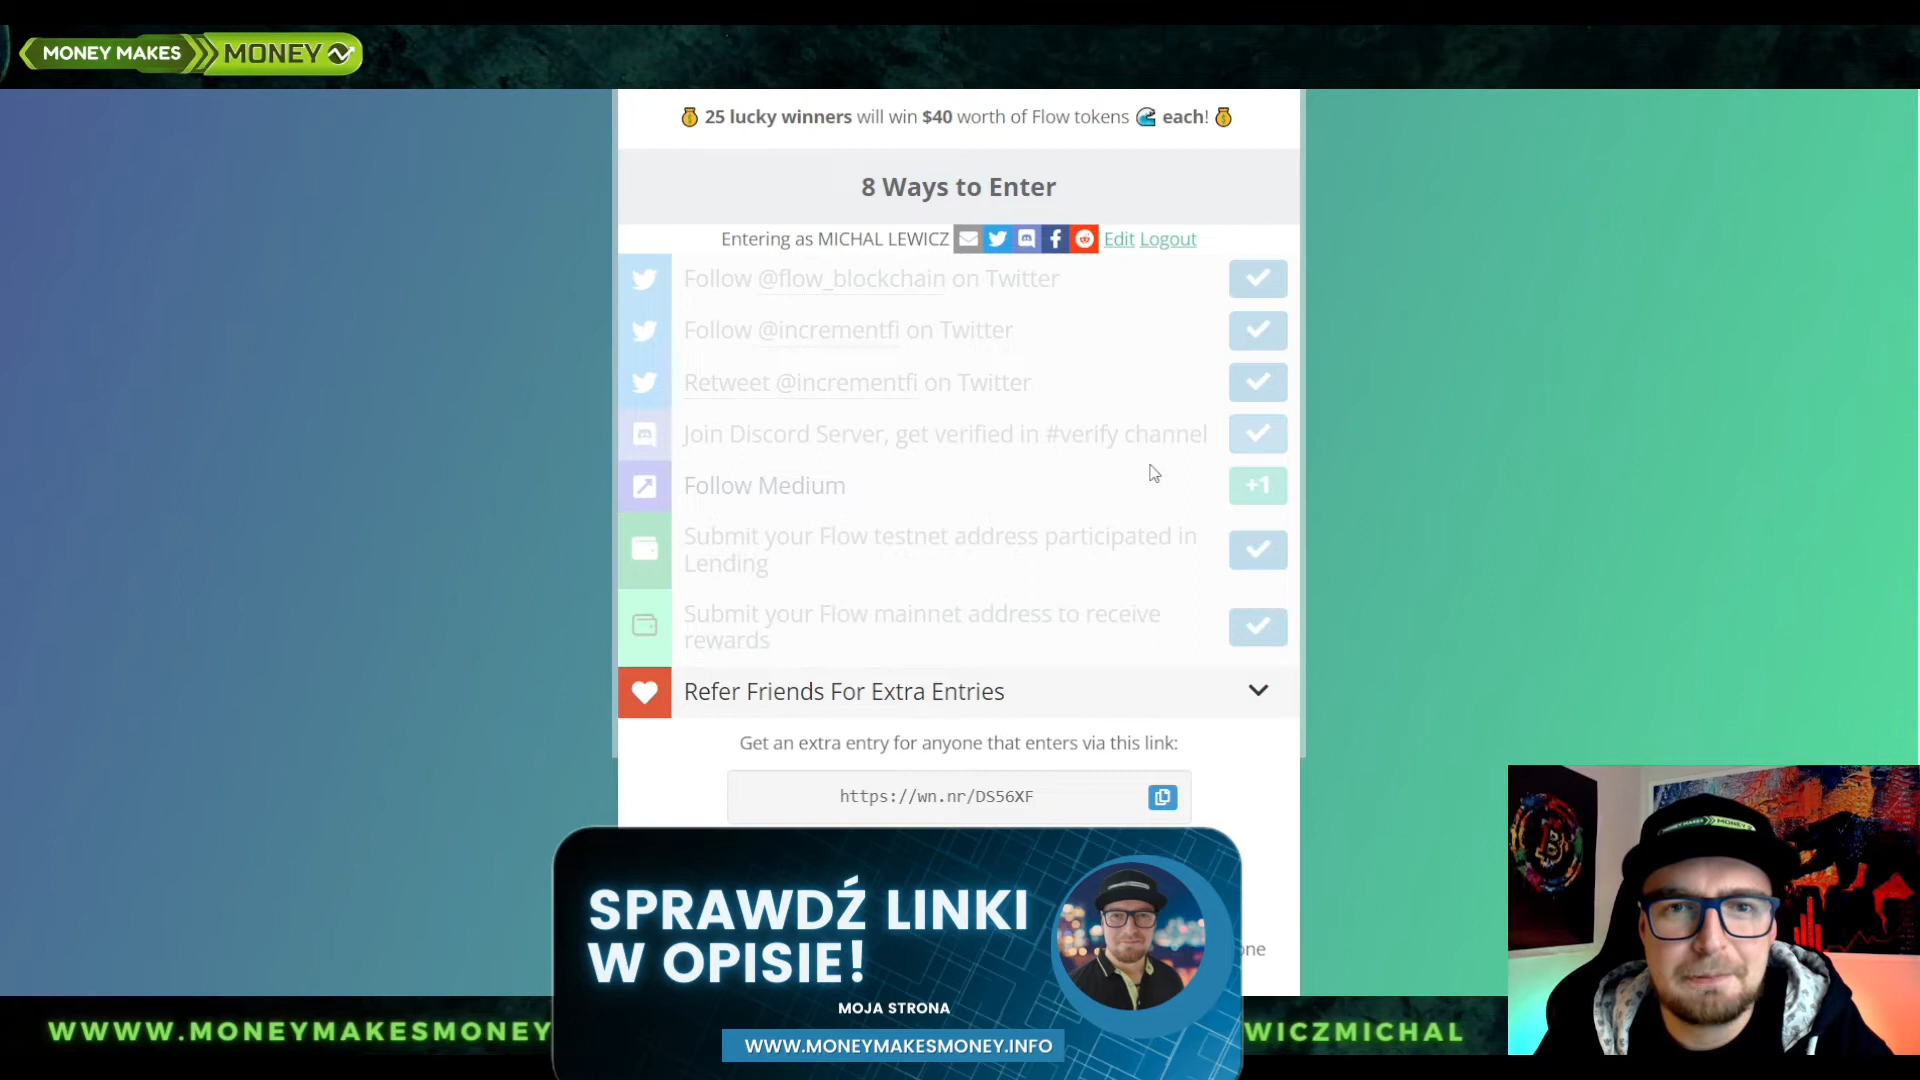 MONEY MAKES MONEY
25 lucky winners will win $40 worth of Flow tokens each!
8 Ways to Enter
Entering as MICHAL LEWICZ Edit Logout
Follow @flow_blockchain on Twitter
Follow @incrementfi on Twitter
Retweet @incrementfi on Twitter
Join Discord Server, get verified in #verify channel
Follow Medium +1
Submit your Flow testnet address participated in
Lending
Submit your Flow mainnet address to receive
rewards
Refer Friends For Extra Entries
Get an extra entry for anyone that enters via this link:
https://wn.nr/DS56XF
SPRAWDŹ LINKI
W OPISIE!
MOJA STRONA
WWW.MONEYMAKESMONEY.INFO
WWWW.MONEYMAKESMONEY
WICZMICHAL
MONEY MAKES MONEY